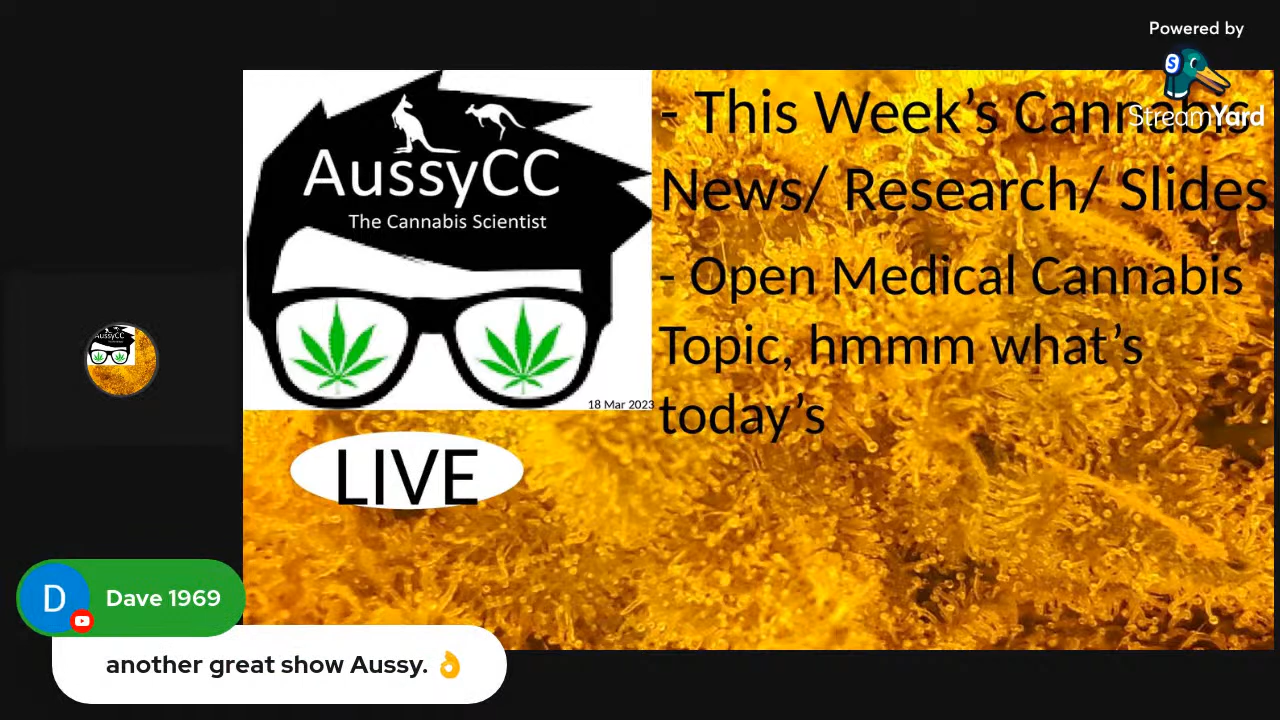 Powered by
StreamYard
AussyCC
The Cannabis Scientist
18 Mar 2023
LIVE
- This Week’s Cannabis
News/ Research/ Slides
- Open Medical Cannabis
Topic, hmmm what’s
today’s
D
Dave 1969
another great show Aussy. 👌